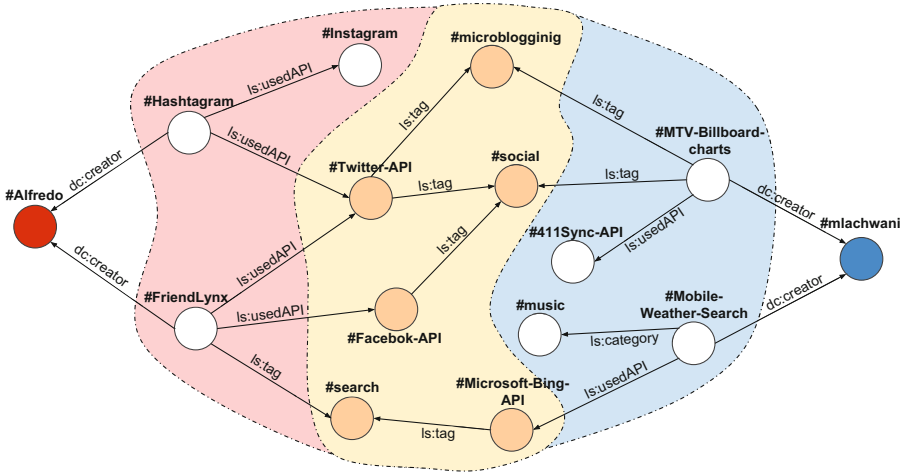 #Instagram
#microblogginig
ls:usedAPI
#Hashtagram
ls:tag
ls:tag
ls:usedAPI
#MTV-Billboard-
charts
dc:creator
#Twitter-API
#social
ls:tag
ls:tag
#Alfredo
dc:creator
#mlachwani
ls:tag
#411Sync-API
ls:usedAPI
ls:usedAPI
dc:creator
#FriendLynx
ls:usedAPI
#music
#Mobile-
Weather-Search
dc:creator
#Facebok-API
ls:category
ls:tag
ls:usedAPI
#search
#Microsoft-Bing-
API
ls:tag